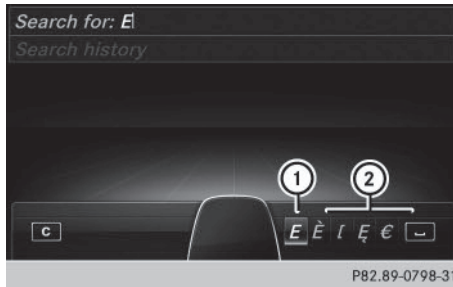 Search for: E
Search history
1 2
C E È Ę € ␣
P82.89-0798-31